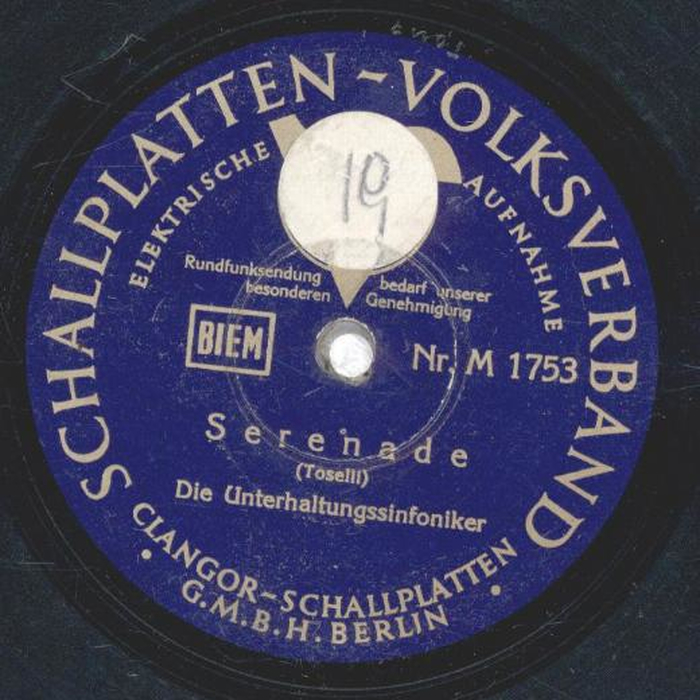 SCHALLPLATTEN-VOLKSVERBAND
ELEKTRISCHE AUFNAHME
19
Rundfunksendung bedarf unserer
besonderen Genehmigung
BIEM
Nr. M 1753
Serenade
(Toselli)
Die Unterhaltungssinfoniker
CLANGOR-SCHALLPLATTEN
G.M.B.H. BERLIN